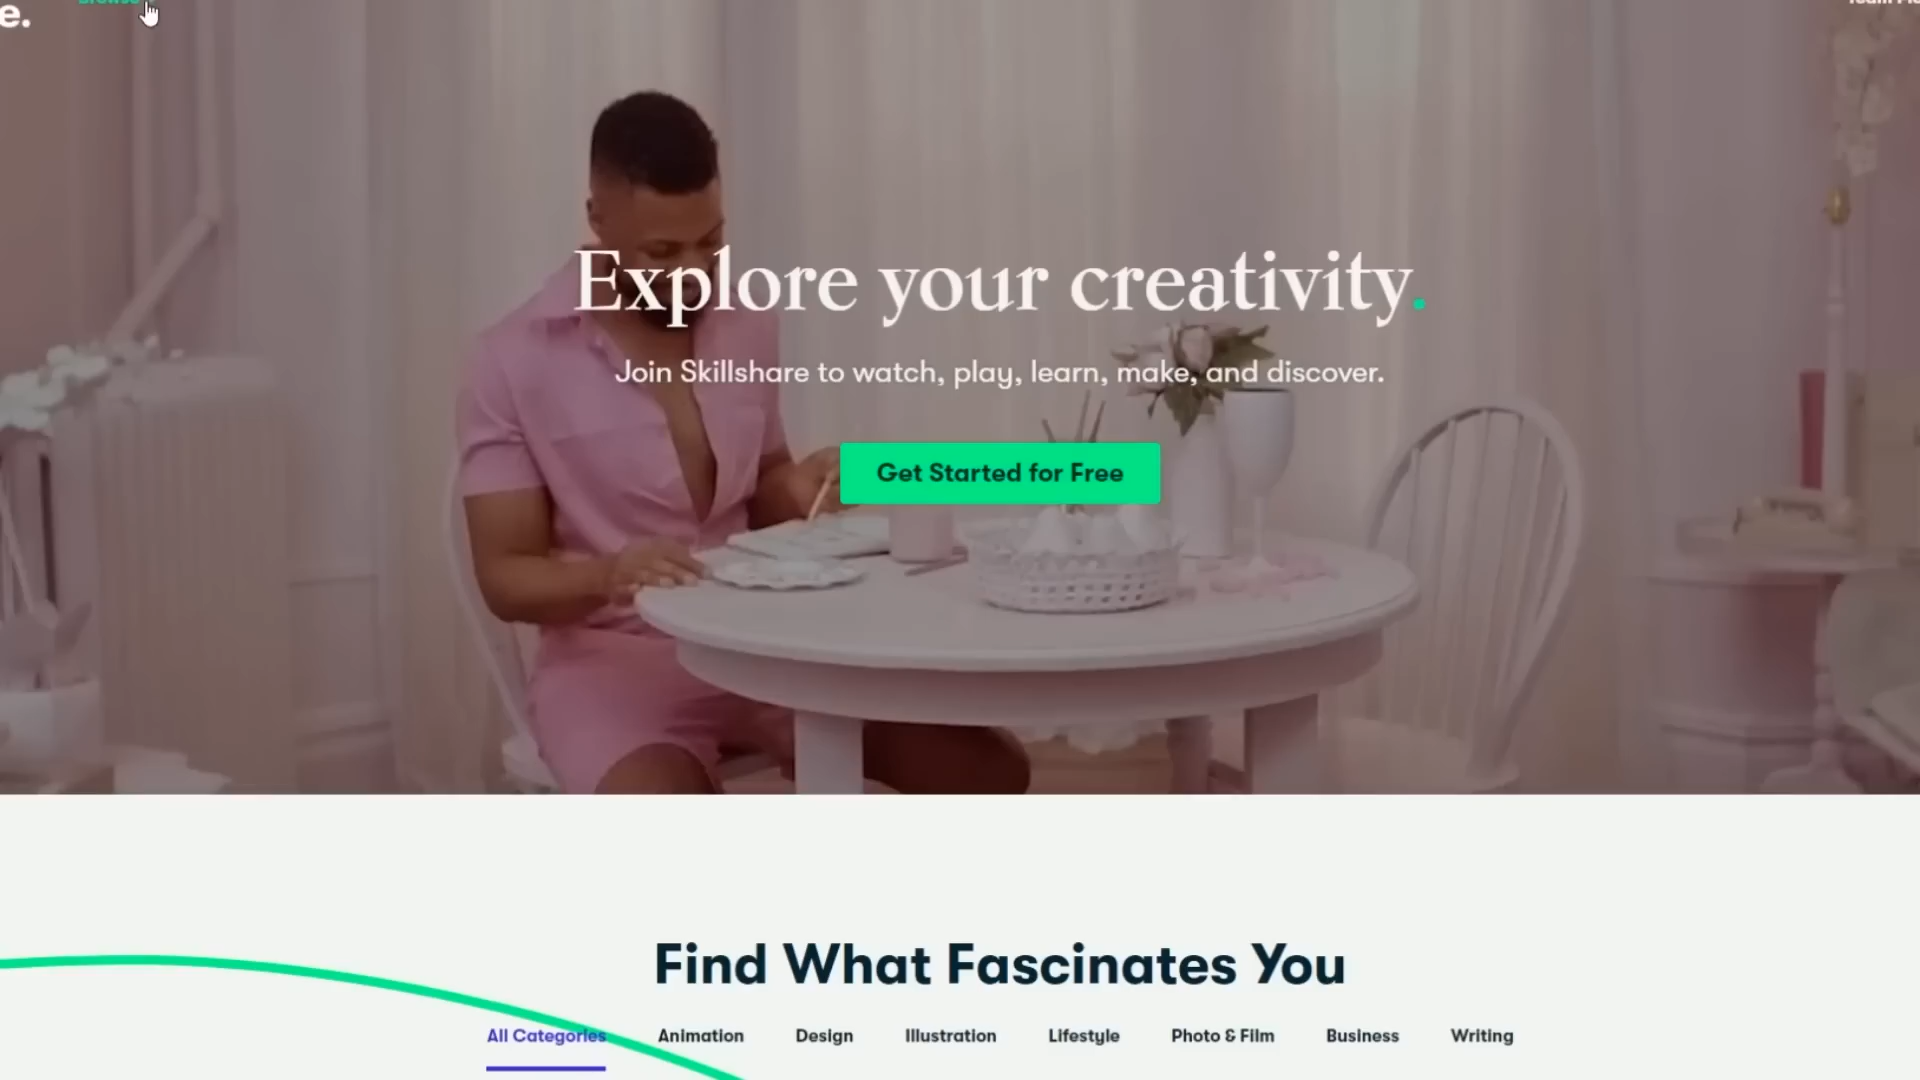 e.
Browse
Explore your creativity.
Join Skillshare to watch, play, learn, make, and discover.
Get Started for Free
Find What Fascinates You
All Categories Animation Design Illustration Lifestyle Photo & Film Business Writing